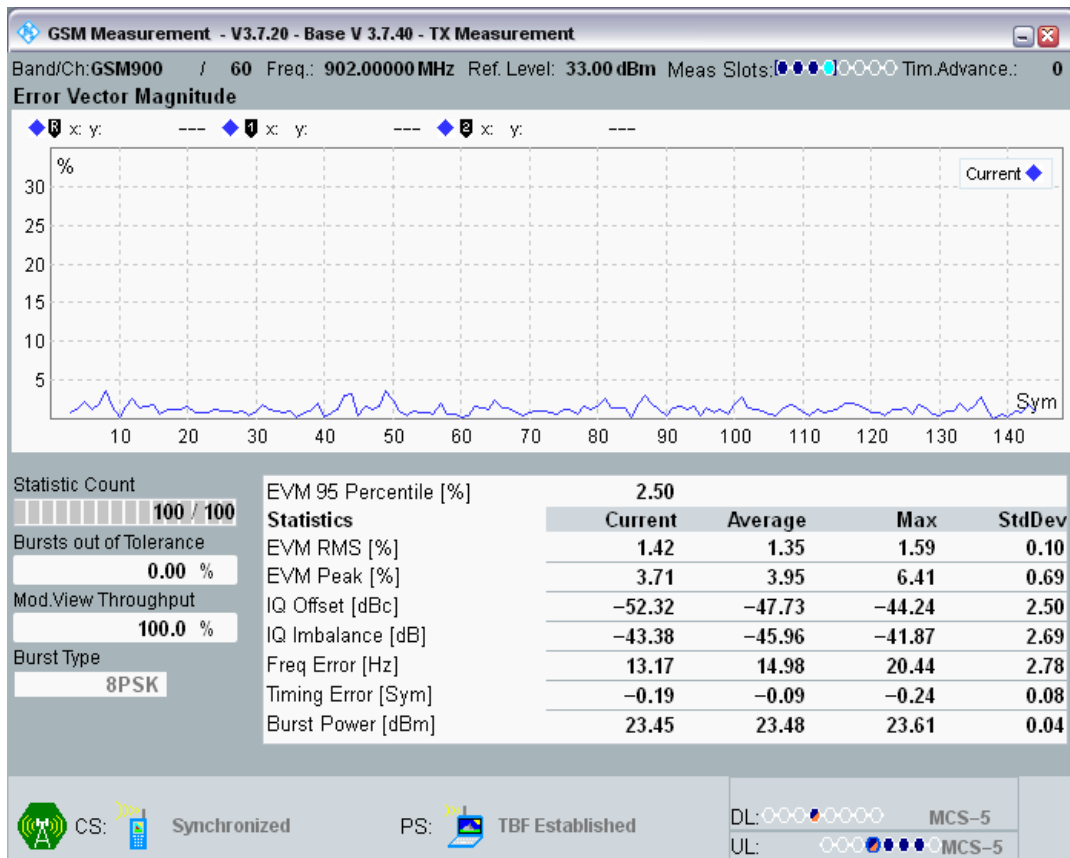 GSM Measurement - V3.7.20 - Base V 3.7.40 - TX Measurement
Band/Ch:GSM900 / 60 Freq.: 902.00000 MHz Ref. Level: 33.00 dBm Meas Slots: Tim.Advance.: 0
Error Vector Magnitude
R x: y: --- 1 x: y: --- 2 x: y: ---
%
Current
30
25
20
15
10
5
Sym
10 20 30 40 50 60 70 80 90 100 110 120 130 140
Statistic Count
100 / 100
Bursts out of Tolerance
0.00 %
Mod.View Throughput
100.0 %
Burst Type
8PSK
EVM 95 Percentile [%] 2.50
Statistics Current Average Max StdDev
EVM RMS [%] 1.42 1.35 1.59 0.10
EVM Peak [%] 3.71 3.95 6.41 0.69
IQ Offset [dBc] −52.32 −47.73 −44.24 2.50
IQ Imbalance [dB] −43.38 −45.96 −41.87 2.69
Freq Error [Hz] 13.17 14.98 20.44 2.78
Timing Error [Sym] −0.19 −0.09 −0.24 0.08
Burst Power [dBm] 23.45 23.48 23.61 0.04
CS: Synchronized PS: TBF Established
DL: MCS−5
UL: MCS−5